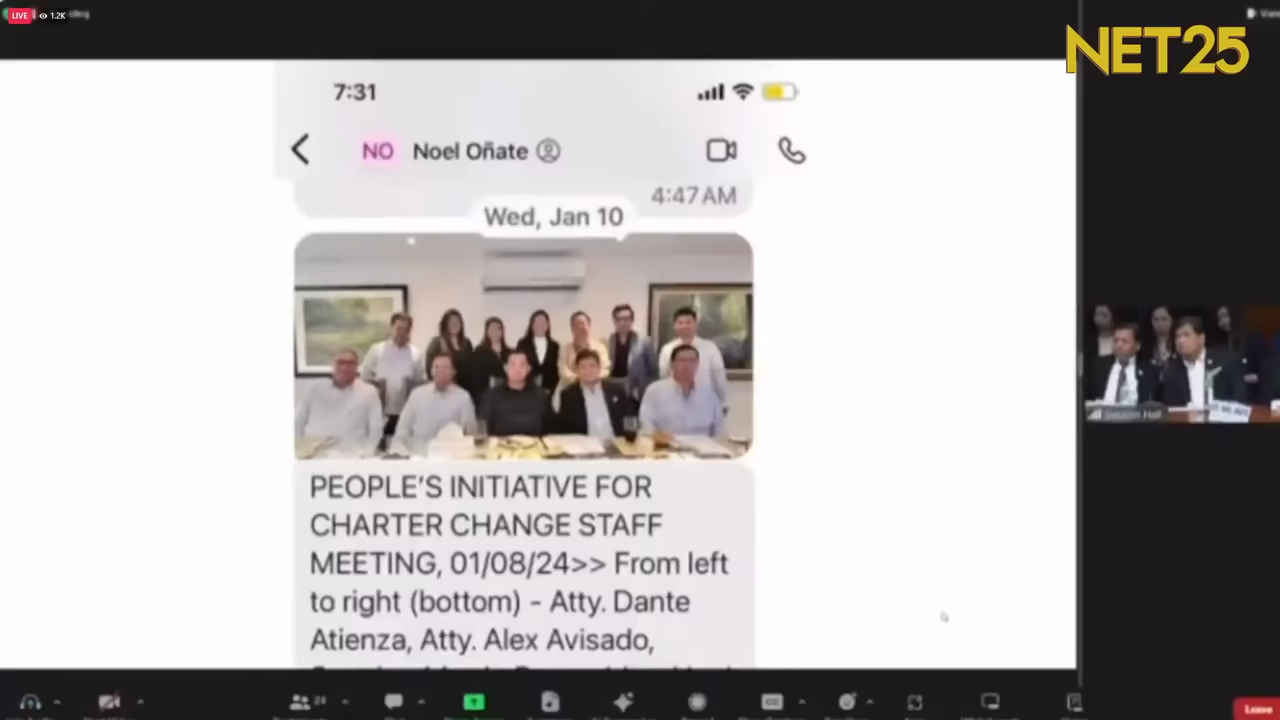 LIVE 1.2K
NET25
7:31
NO Noel Oñate
4:47 AM
Wed, Jan 10
PEOPLE'S INITIATIVE FOR
CHARTER CHANGE STAFF
MEETING, 01/08/24>> From left
to right (bottom) - Atty. Dante
Atienza, Atty. Alex Avisado,
Session Hall
24
Leave